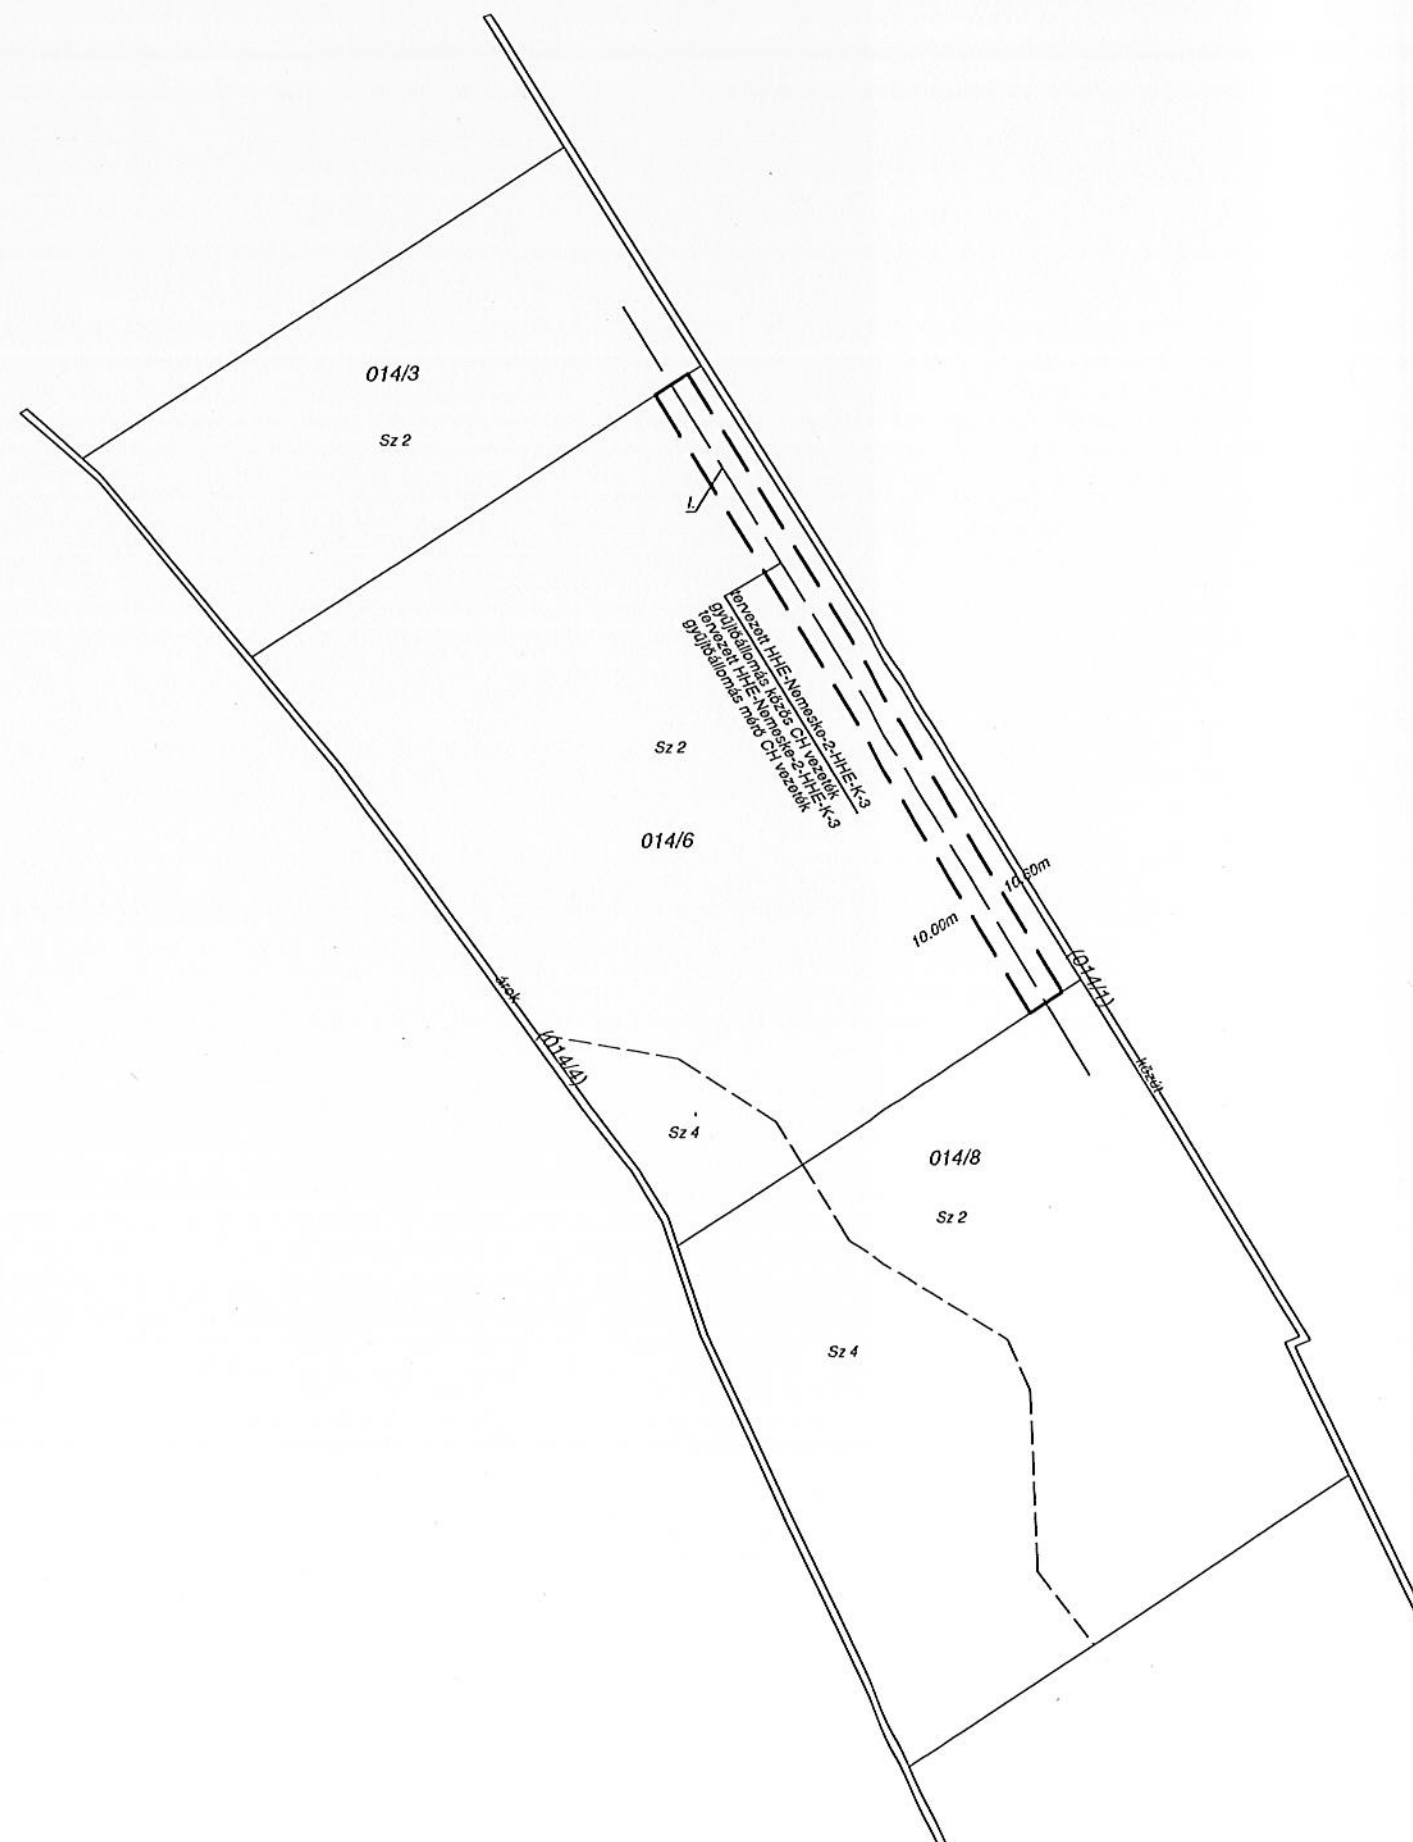 014/3
Sz 2
I.
tervezett HHE-Nemeske-2-HHE-K-3
gyűjtőállomás közös CH vezeték
tervezett HHE-Nemeske-2-HHE-K-3
gyűjtőállomás mérő CH vezeték
Sz 2
014/6
10.60m
10.00m
(014/1)
árok
(014/4)
közút
Sz 4
014/8
Sz 2
Sz 4